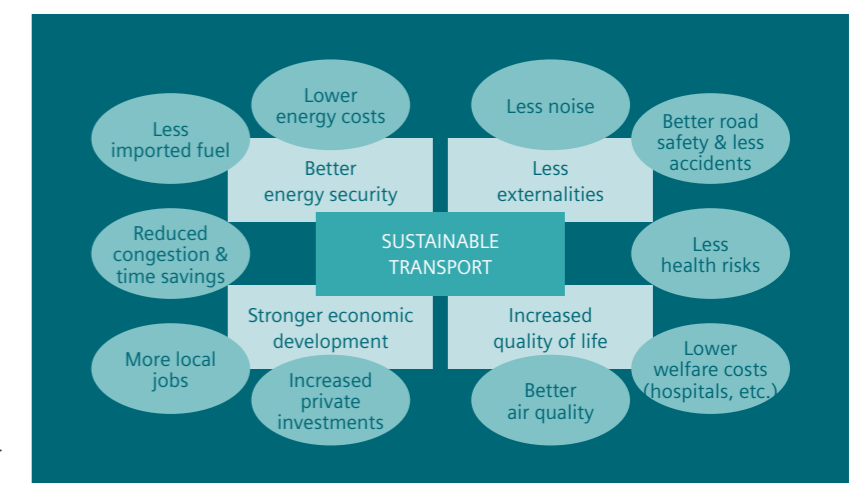 Lower
energy costs
Less noise
Less
imported fuel
Better road
safety & less
accidents
Better
energy security
Less
externalities
Reduced
congestion &
time savings
SUSTAINABLE
TRANSPORT
Less
health risks
Stronger economic
development
Increased
quality of life
More local
jobs
Increased
private
investments
Better
air quality
Lower
welfare costs
(hospitals, etc.)